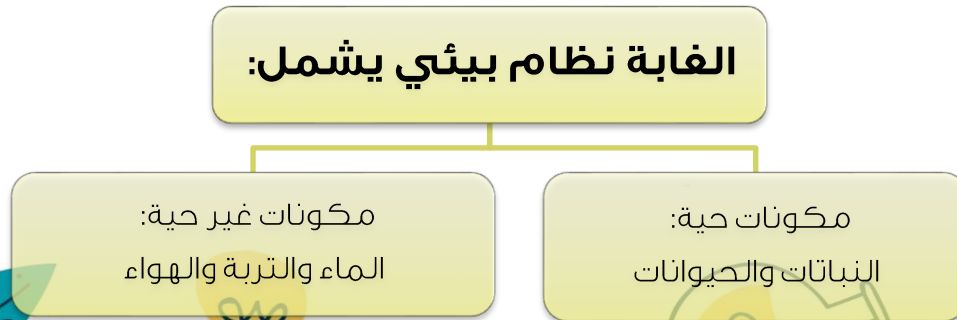 الغابة نظام بيئي يشمل:
مكونات حية:
النباتات والحيوانات
مكونات غير حية:
الماء والتربة والهواء